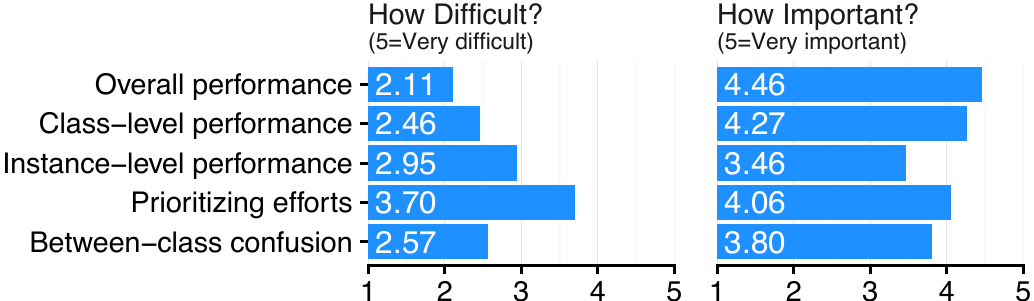 How Difficult? How Important?
(5=Very difficult) (5=Very important)
Overall performance 2.11 4.46
Class−level performance 2.46 4.27
Instance−level performance 2.95 3.46
Prioritizing efforts 3.70 4.06
Between−class confusion 2.57 3.80
1 2 3 4 5 1 2 3 4 5